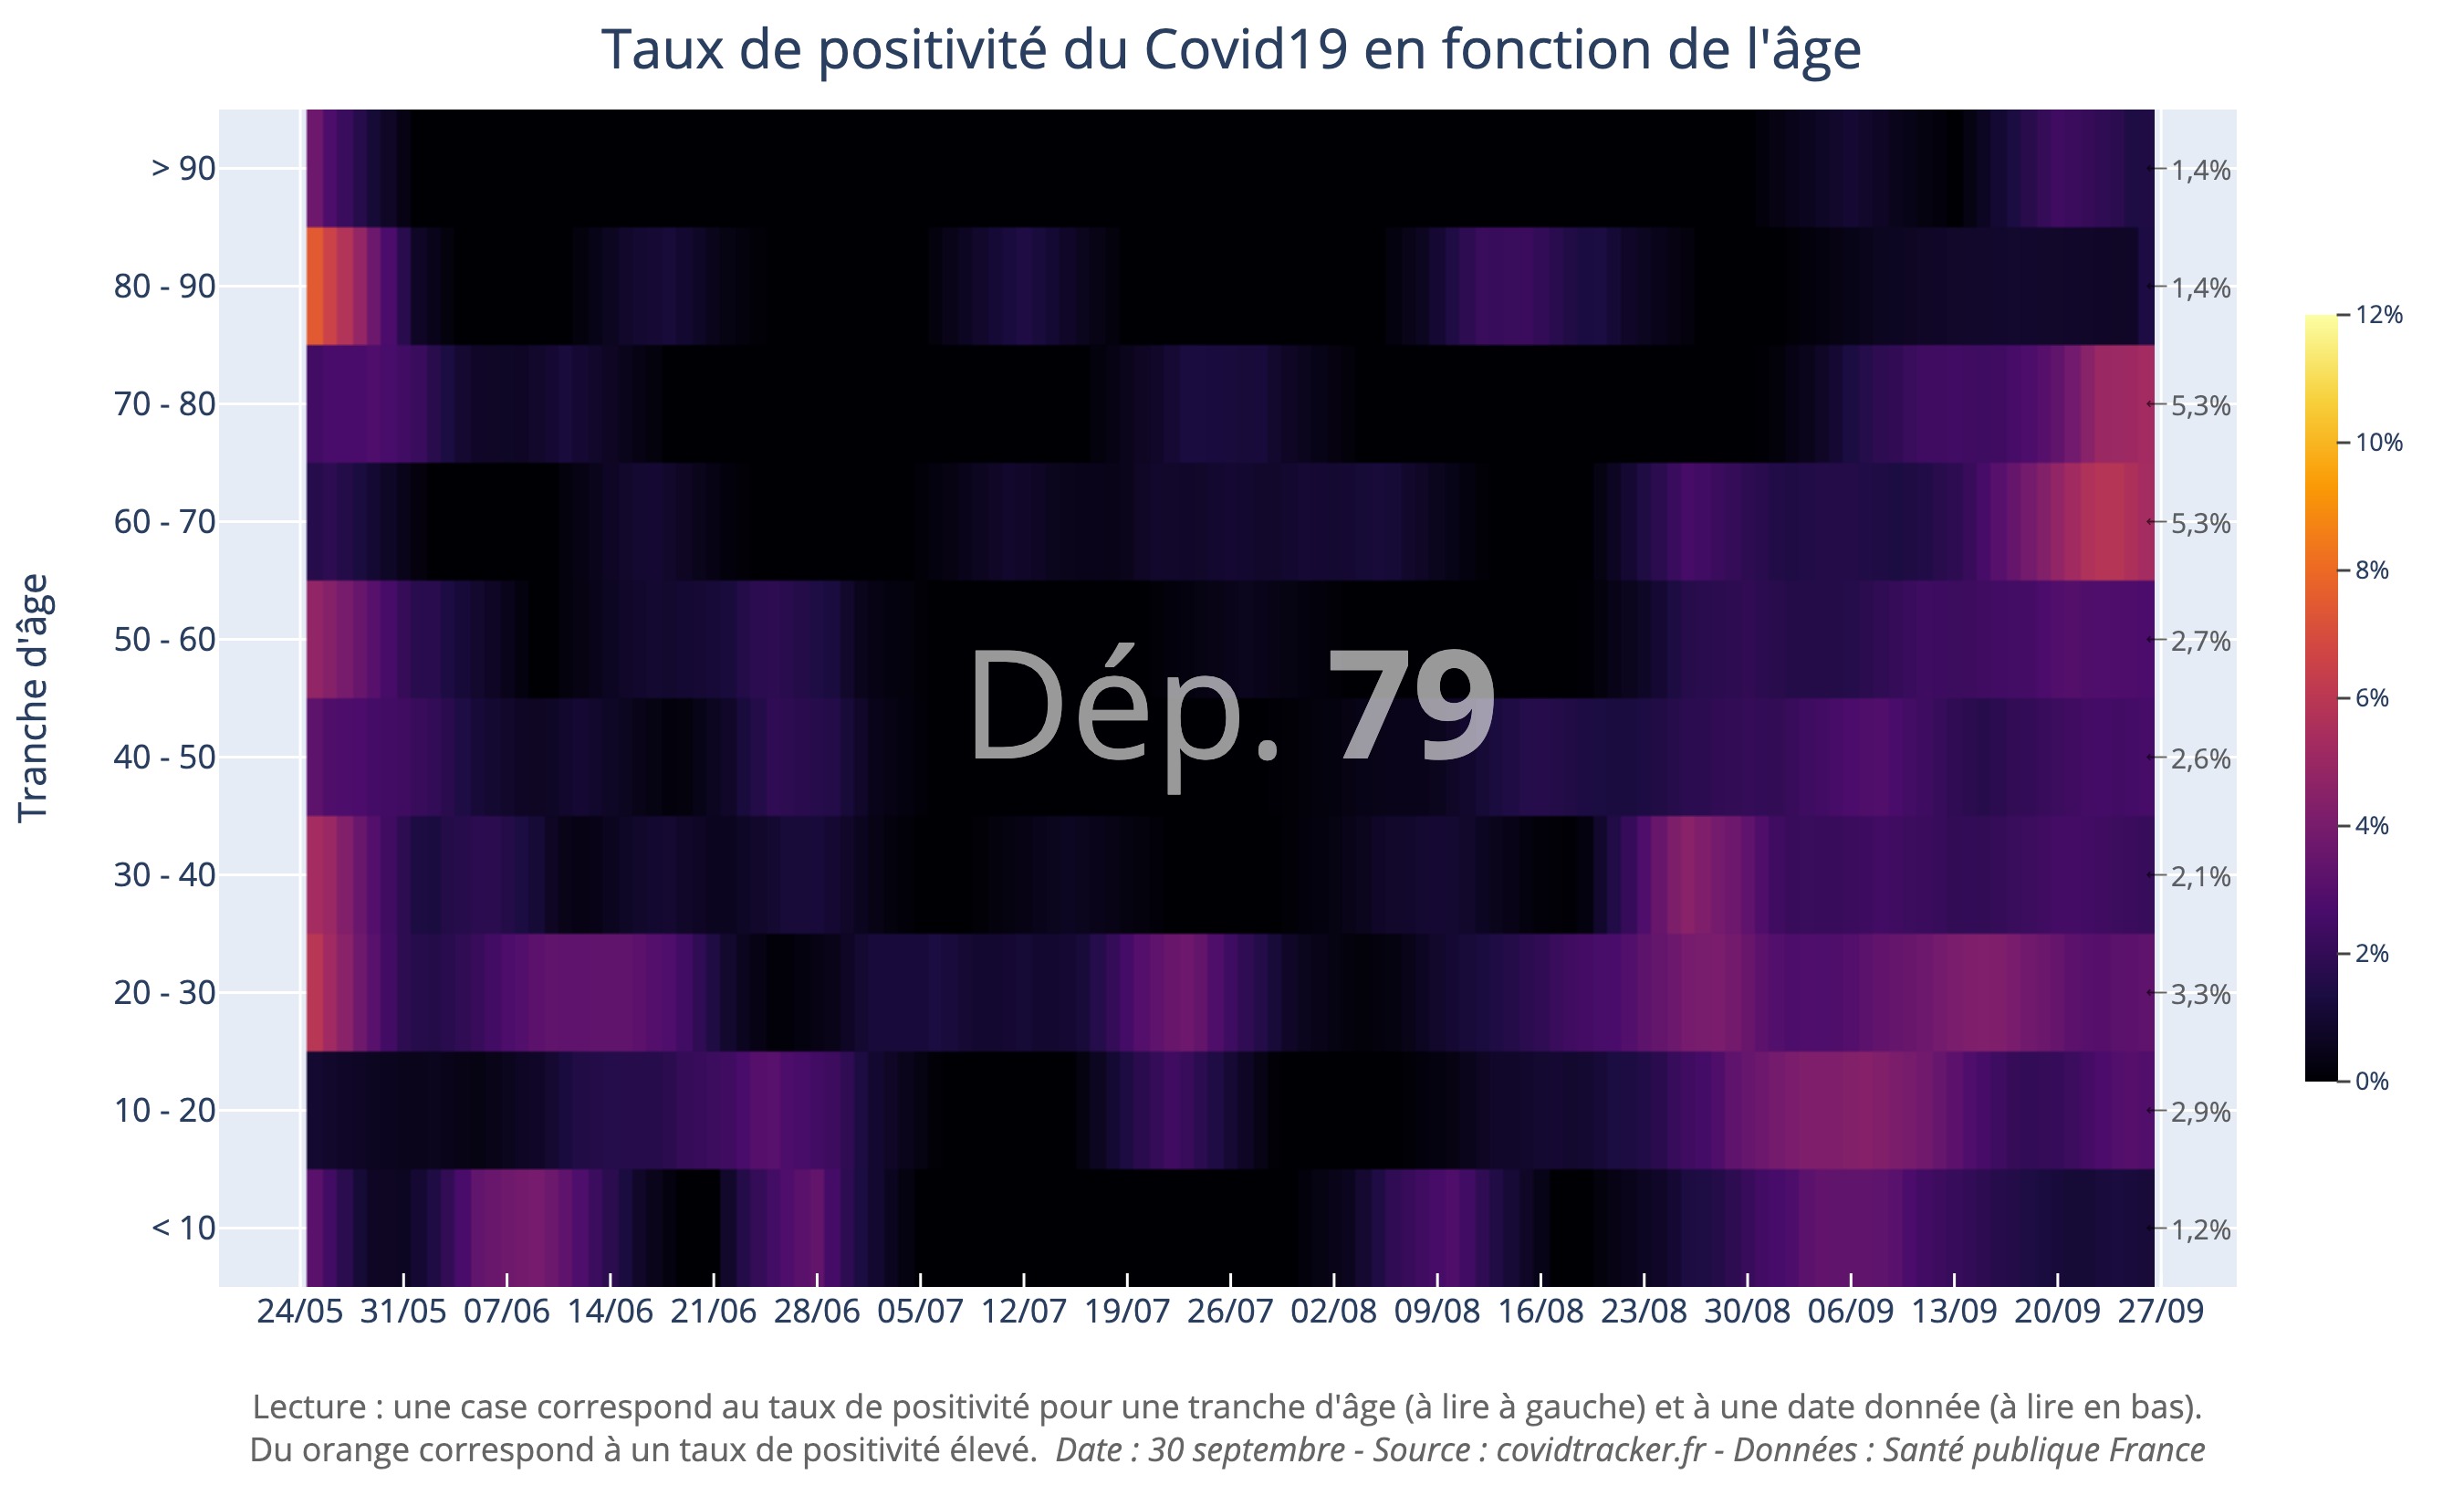 Taux de positivité du Covid19 en fonction de l'âge
Tranche d'âge
> 90
80 - 90
70 - 80
60 - 70
50 - 60
40 - 50
30 - 40
20 - 30
10 - 20
< 10
Dép. 79
1,4%
1,4%
5,3%
5,3%
2,7%
2,6%
2,1%
3,3%
2,9%
1,2%
12%
10%
8%
6%
4%
2%
0%
24/05 31/05 07/06 14/06 21/06 28/06 05/07 12/07 19/07 26/07 02/08 09/08 16/08 23/08 30/08 06/09 13/09 20/09 27/09
Lecture : une case correspond au taux de positivité pour une tranche d'âge (à lire à gauche) et à une date donnée (à lire en bas).
Du orange correspond à un taux de positivité élevé. Date : 30 septembre - Source : covidtracker.fr - Données : Santé publique France